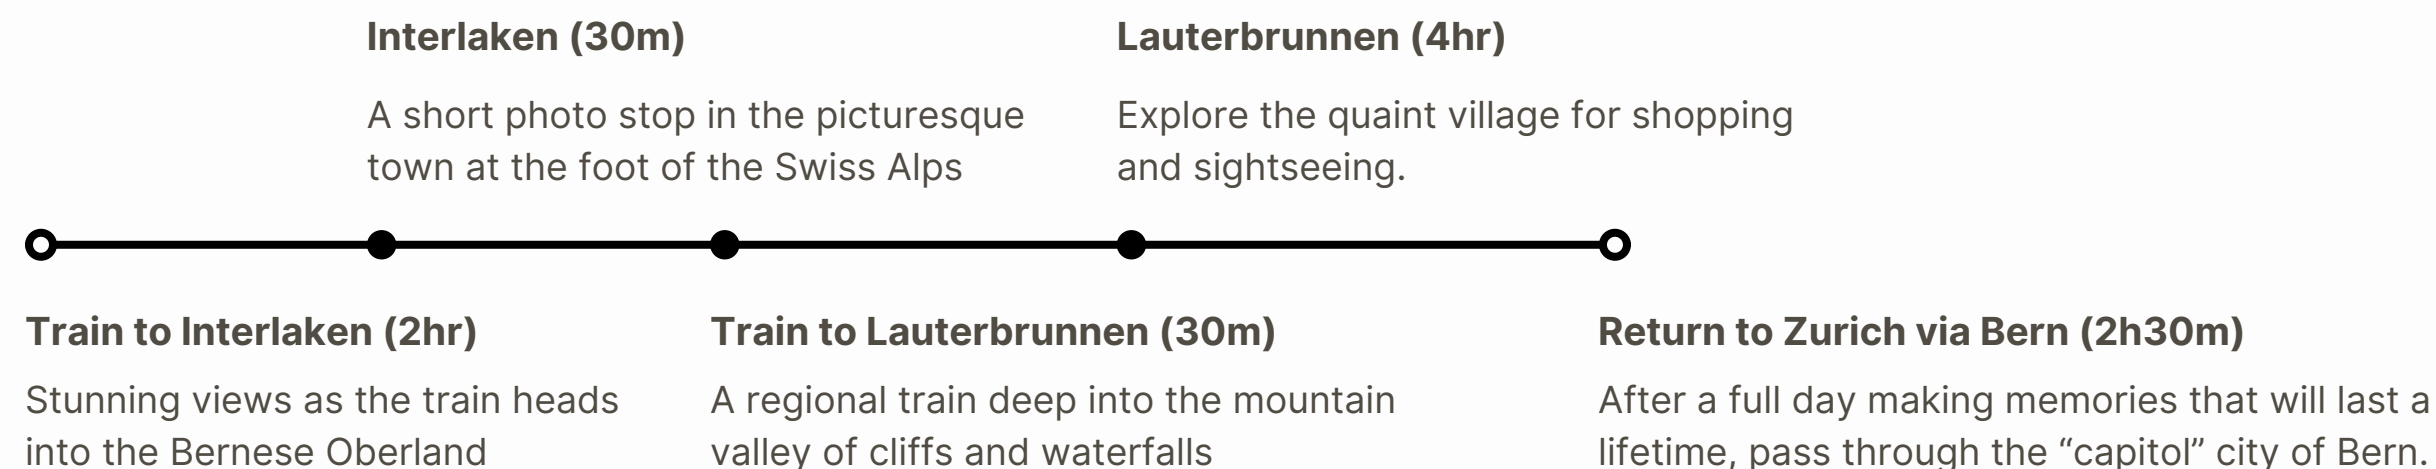 Interlaken (30m)
A short photo stop in the picturesque
town at the foot of the Swiss Alps
Lauterbrunnen (4hr)
Explore the quaint village for shopping
and sightseeing.
Train to Interlaken (2hr)
Stunning views as the train heads
into the Bernese Oberland
Train to Lauterbrunnen (30m)
A regional train deep into the mountain
valley of cliffs and waterfalls
Return to Zurich via Bern (2h30m)
After a full day making memories that will last a
lifetime, pass through the “capitol” city of Bern.